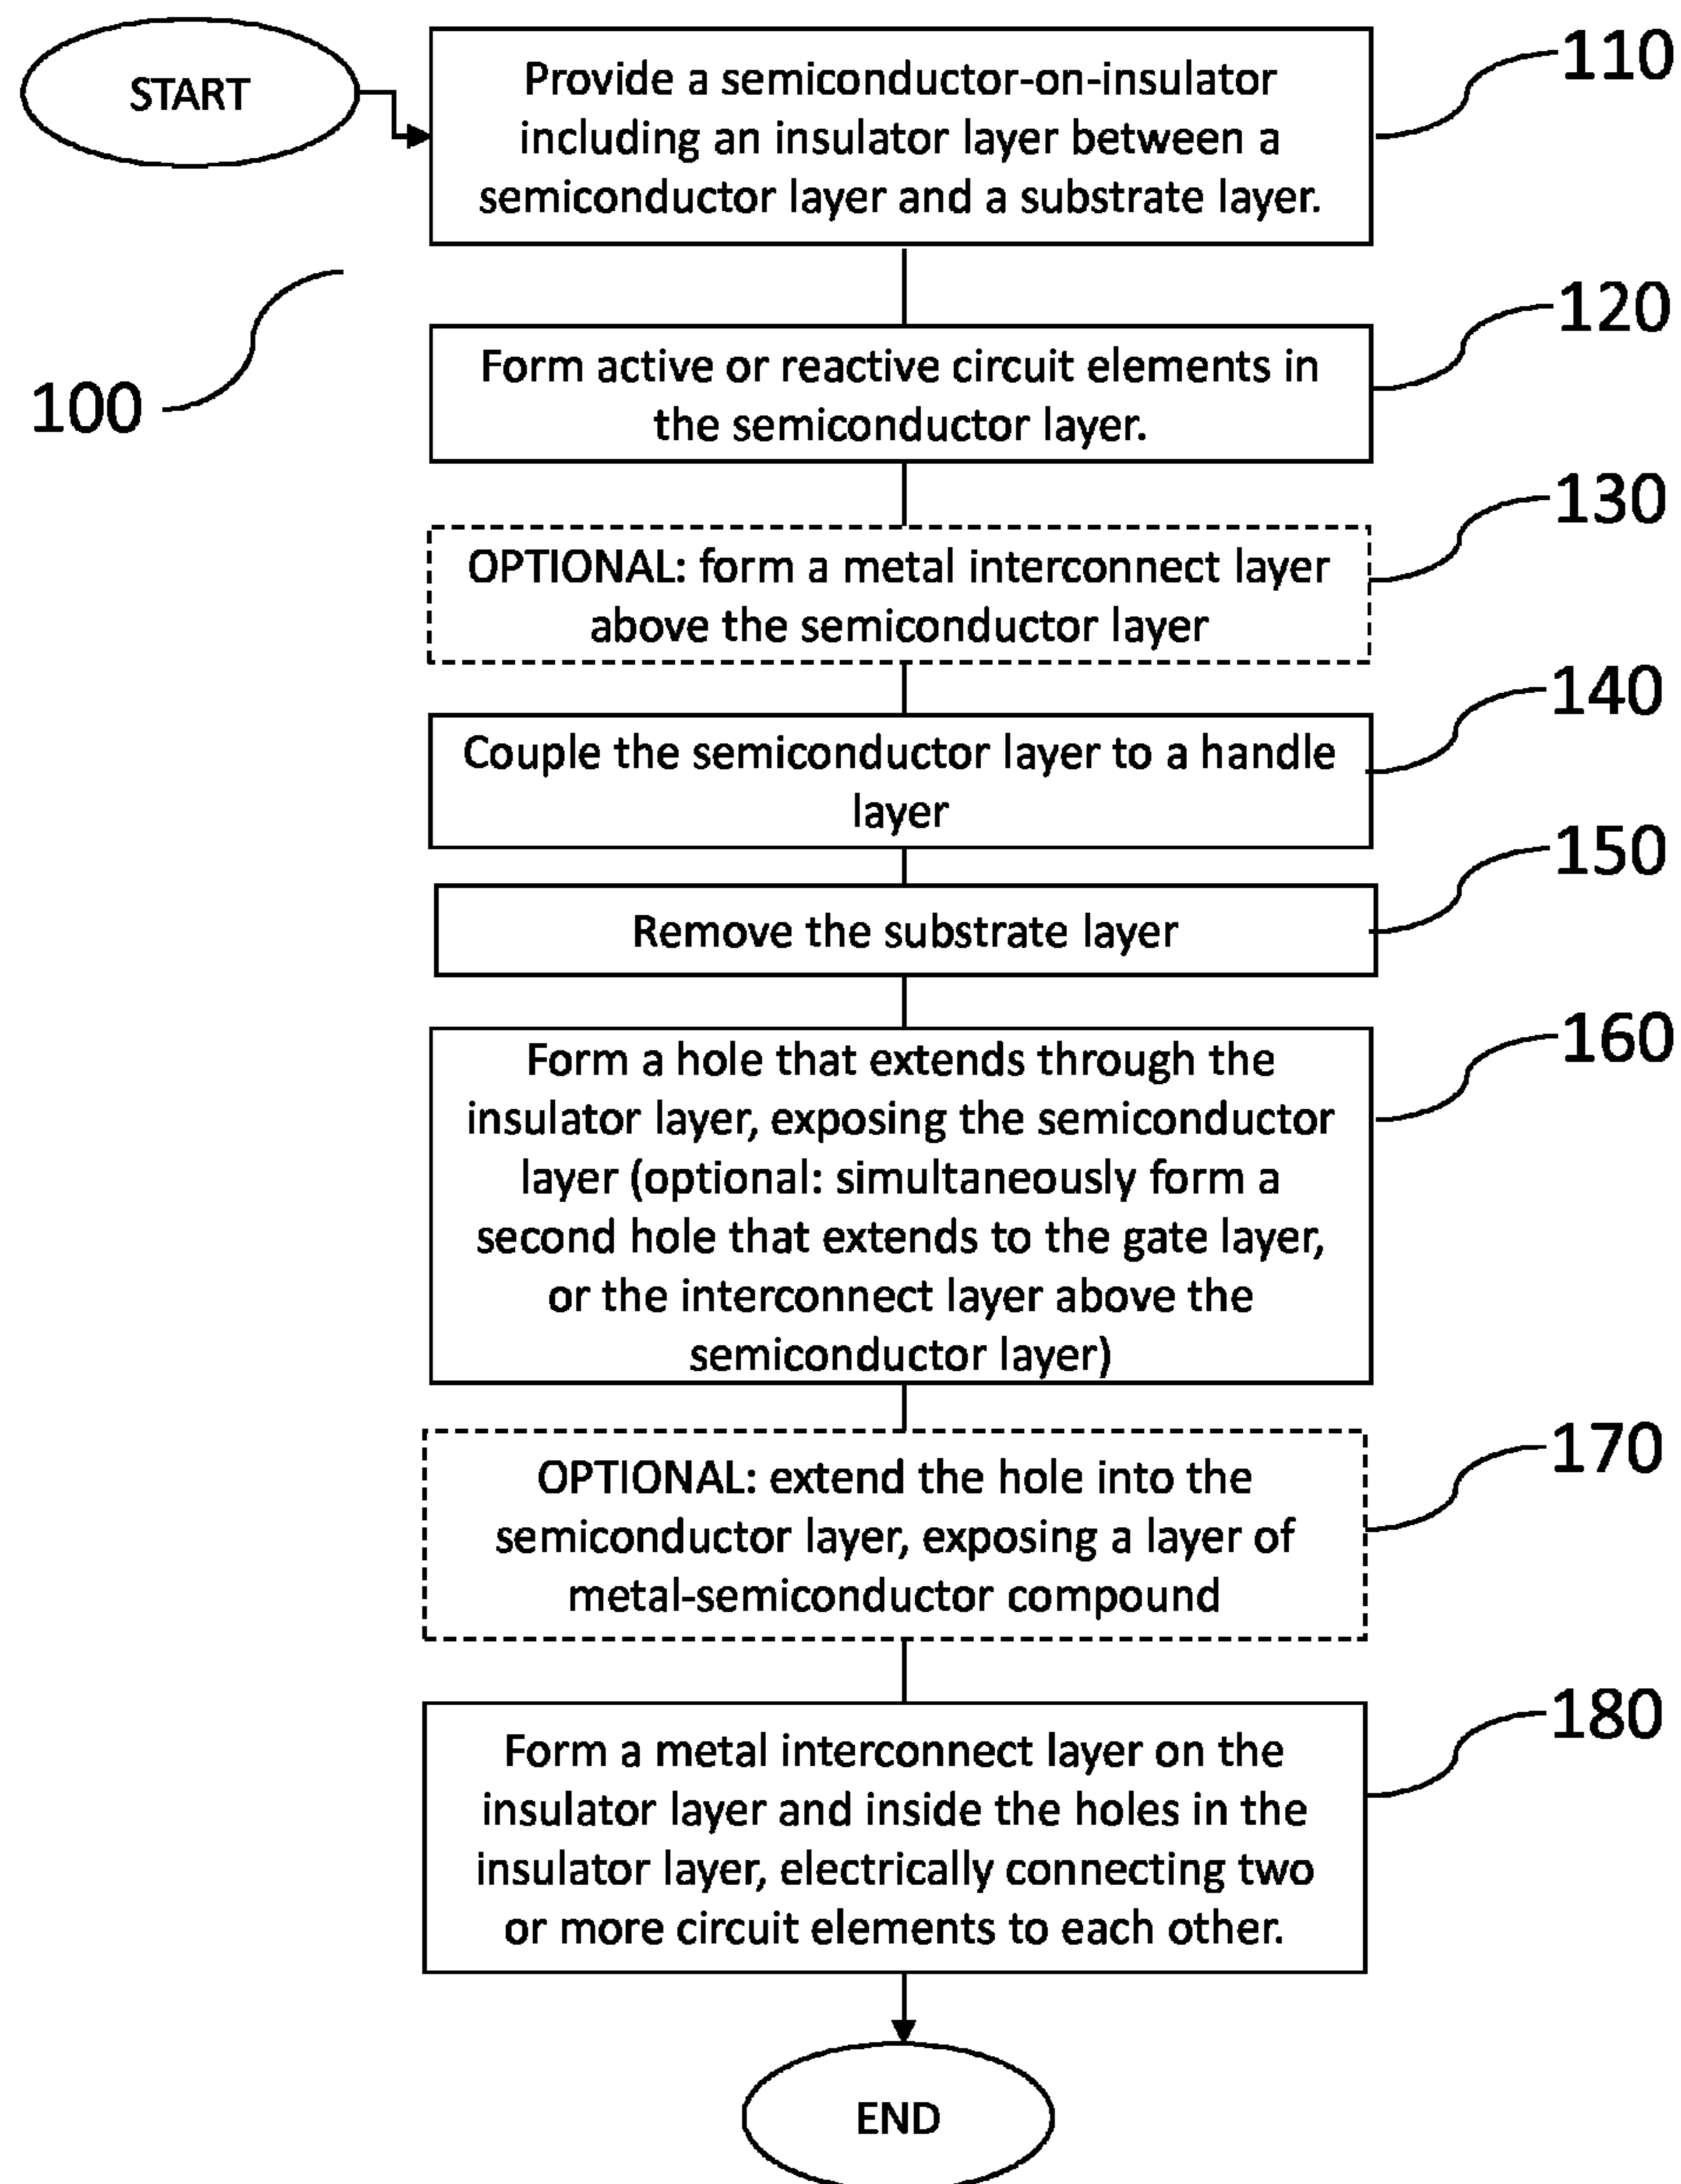 START
Provide a semiconductor-on-insulator
including an insulator layer between a
semiconductor layer and a substrate layer.
110
100
Form active or reactive circuit elements in
the semiconductor layer.
120
OPTIONAL: form a metal interconnect layer
above the semiconductor layer
130
Couple the semiconductor layer to a handle
layer
140
Remove the substrate layer
150
Form a hole that extends through the
insulator layer, exposing the semiconductor
layer (optional: simultaneously form a
second hole that extends to the gate layer,
or the interconnect layer above the
semiconductor layer)
160
OPTIONAL: extend the hole into the
semiconductor layer, exposing a layer of
metal-semiconductor compound
170
Form a metal interconnect layer on the
insulator layer and inside the holes in the
insulator layer, electrically connecting two
or more circuit elements to each other.
180
END